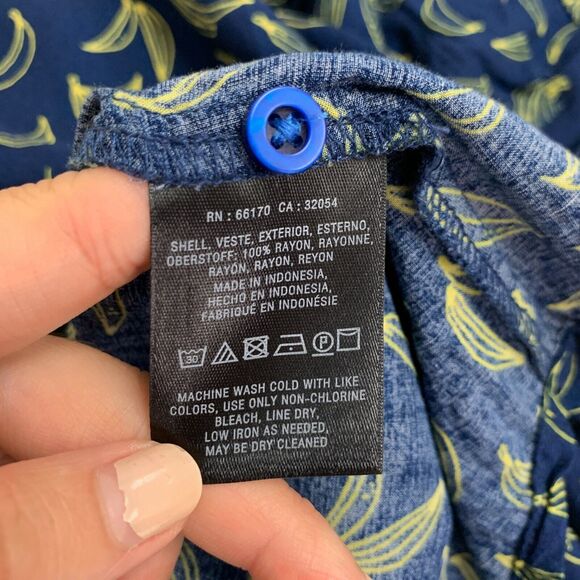 RN : 66170 CA : 32054
SHELL, VESTE, EXTERIOR, ESTERNO,
OBERSTOFF: 100% RAYON, RAYONNE,
RAYÓN, RAYON, REYON
MADE IN INDONESIA,
HECHO EN INDONESIA,
FABRIQUÉ EN INDONÉSIE
30 P
MACHINE WASH COLD WITH LIKE
COLORS, USE ONLY NON-CHLORINE
BLEACH, LINE DRY,
LOW IRON AS NEEDED,
MAY BE DRY CLEANED